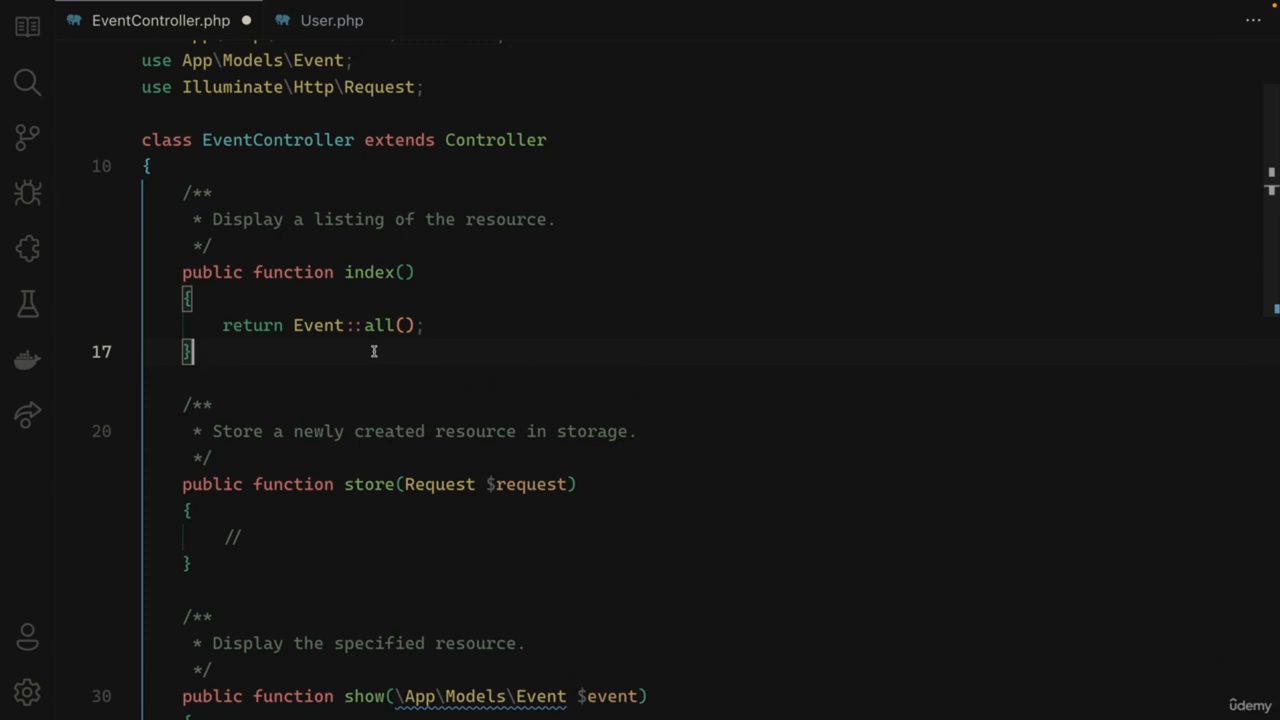 EventController.php
User.php
use App\Models\Event;
use Illuminate\Http\Request;
class EventController extends Controller
10 {
/**
* Display a listing of the resource.
*/
public function index()
{
return Event::all();
17 }
/**
20 * Store a newly created resource in storage.
*/
public function store(Request $request)
{
//
}
/**
* Display the specified resource.
*/
30 public function show(\App\Models\Event $event)
{
ûdemy